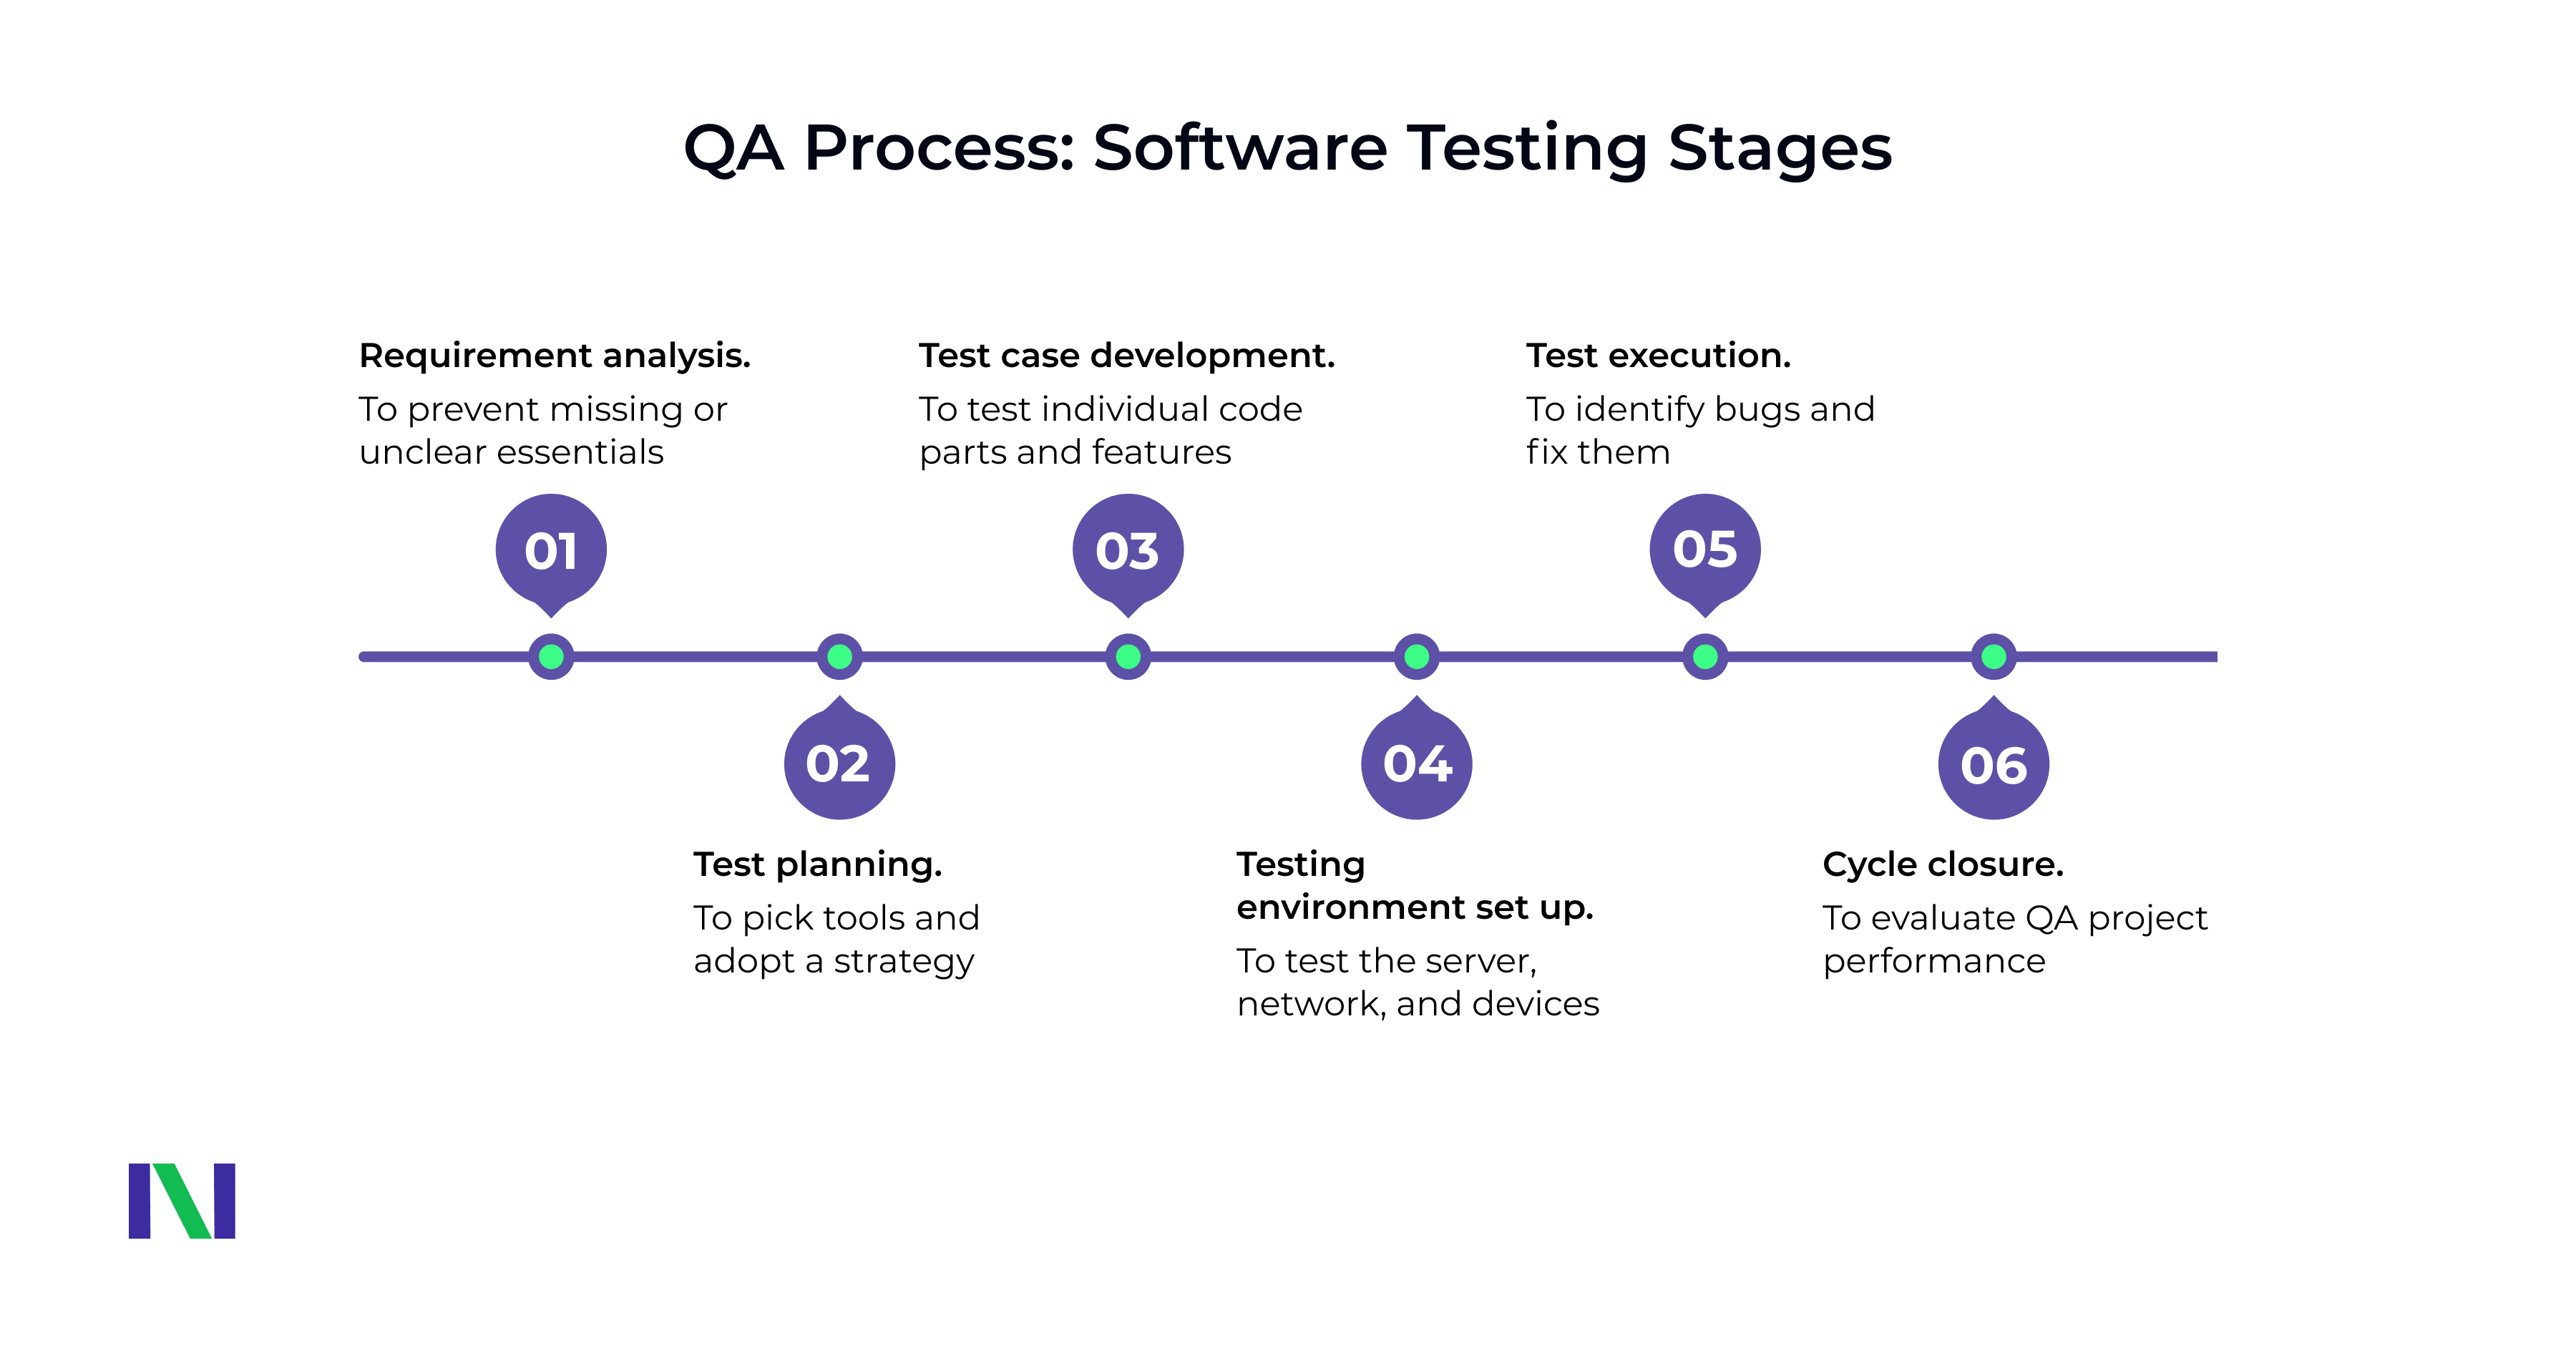 QA Process: Software Testing Stages
Requirement analysis.
To prevent missing or
unclear essentials
01
02
Test planning.
To pick tools and
adopt a strategy
Test case development.
To test individual code
parts and features
03
04
Testing
environment set up.
To test the server,
network, and devices
Test execution.
To identify bugs and
fix them
05
06
Cycle closure.
To evaluate QA project
performance
N